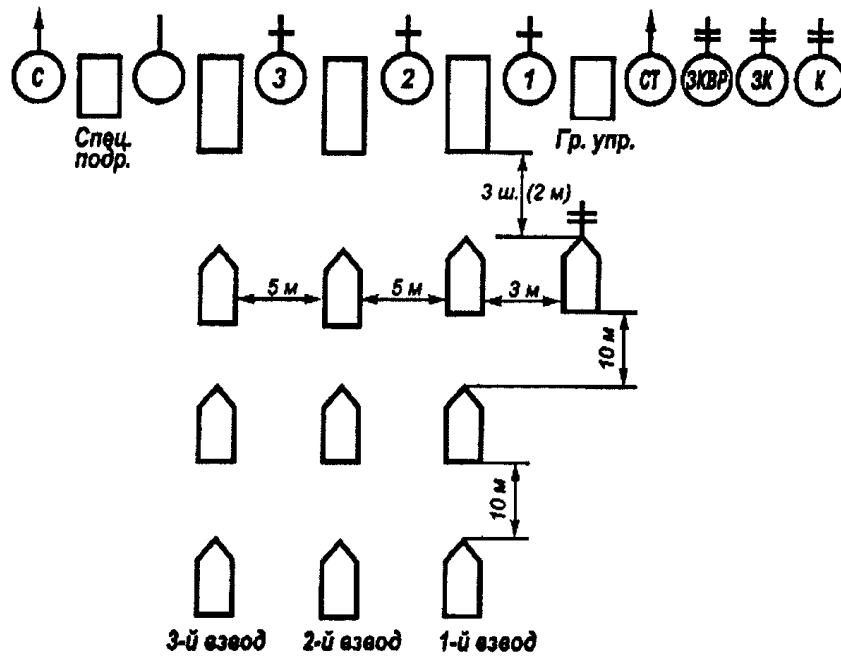 С
3
2
1
СТ
ЗКВР
ЗК
К
Спец.
подр.
Гр. упр.
3 ш. (2 м)
5 м
5 м
3 м
10 м
10 м
3-й взвод
2-й взвод
1-й взвод